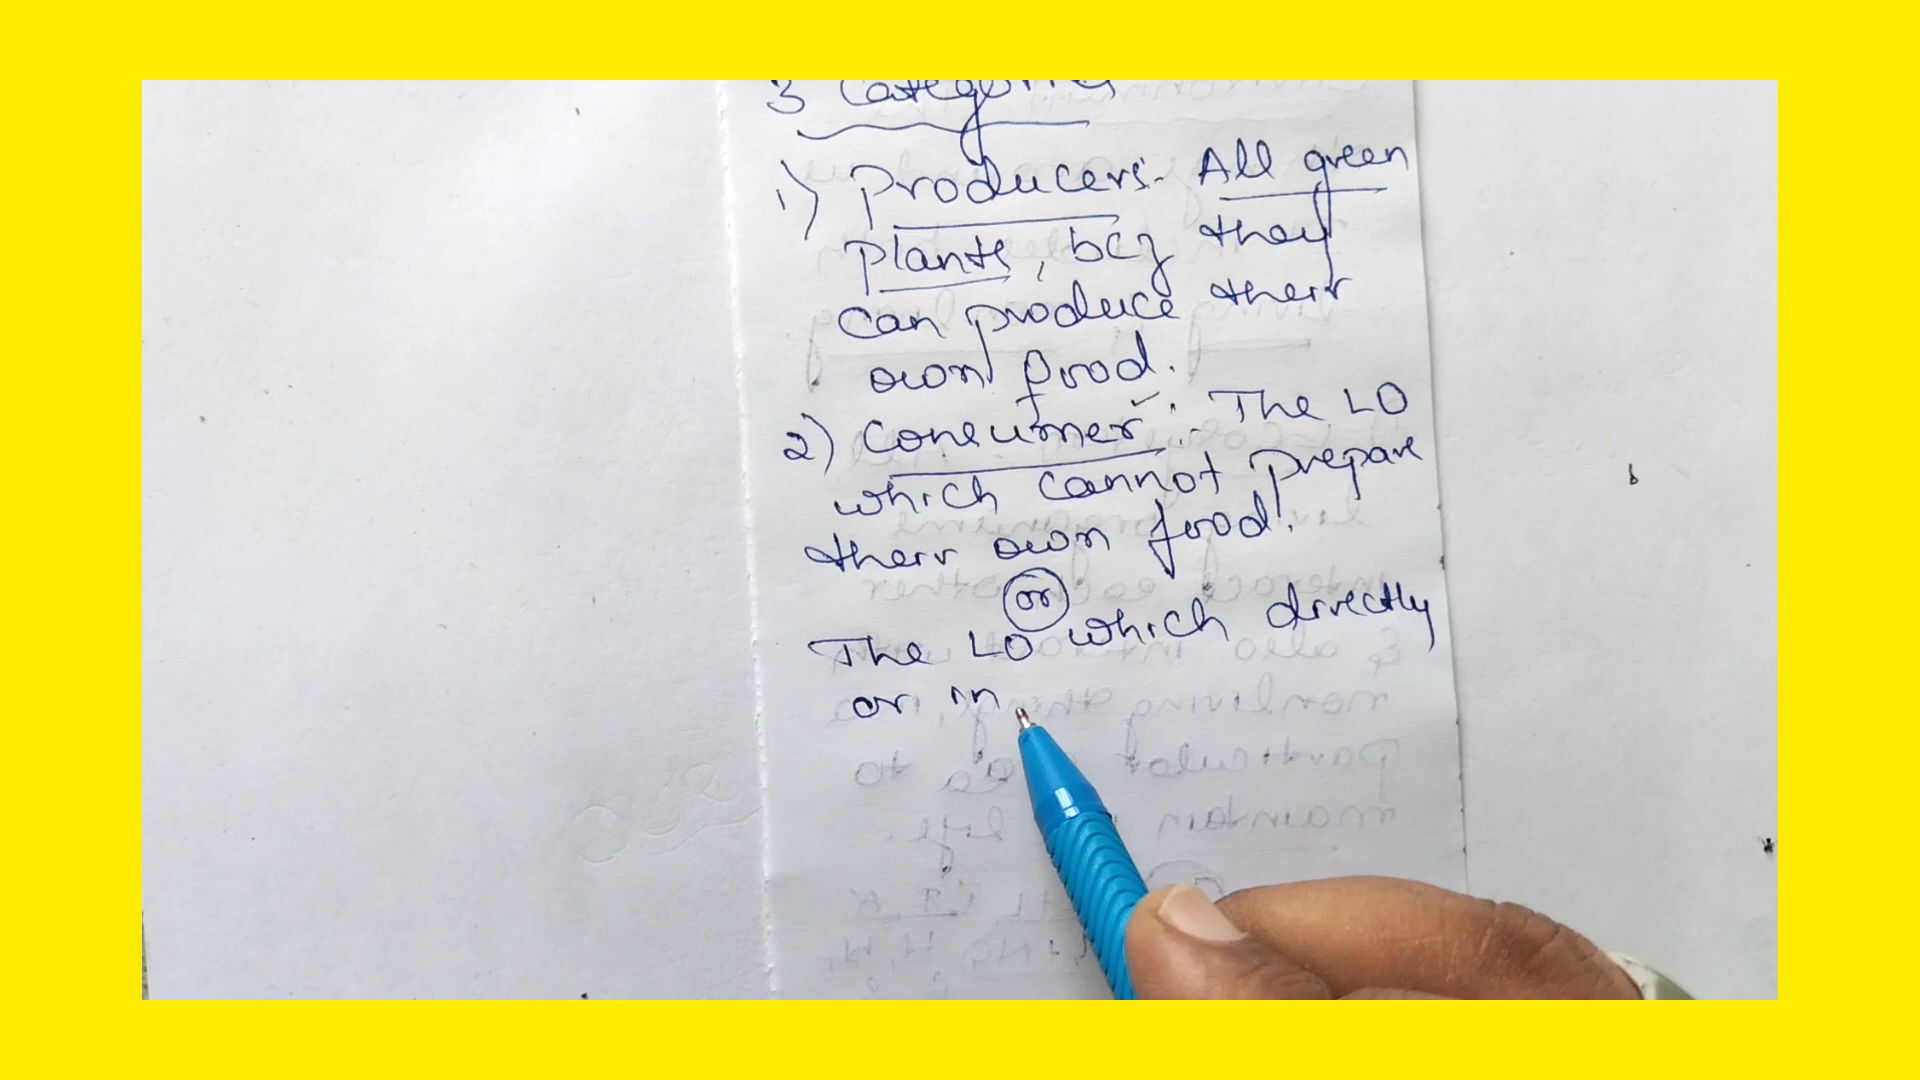 3 Categories
1) Producers:- All green
plants, bcz they
can produce their
own food.
2) Consumer :- The LO
which cannot prepare
their own food.
or
The LO which directly
or in